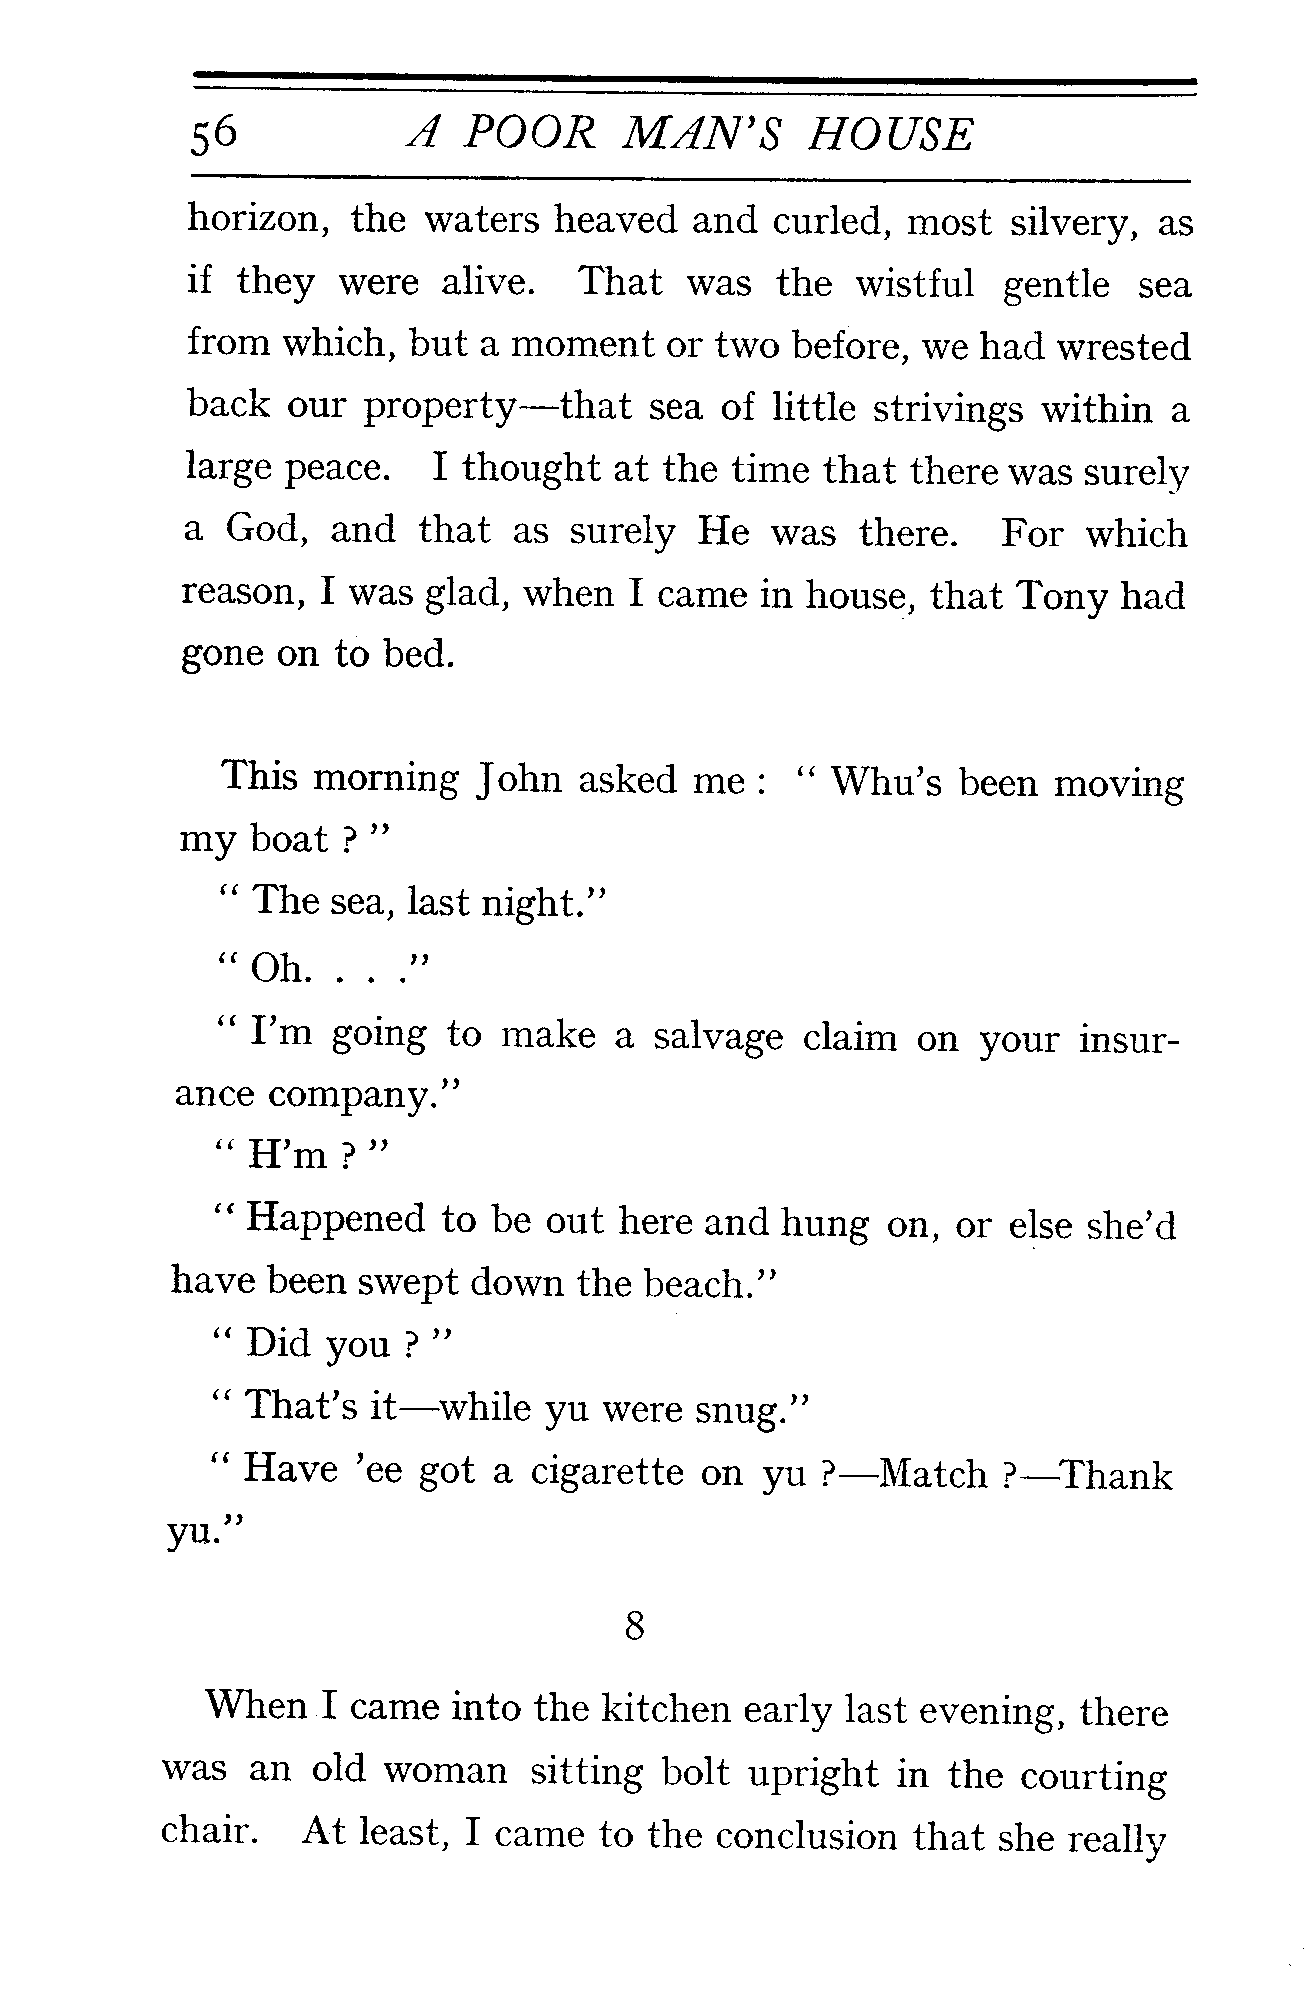 56 A POOR MAN'S HOUSE
horizon, the waters heaved and curled, most silvery, as
if they were alive. That was the wistful gentle sea
from which, but a moment or two before, we had wrested
back our property—that sea of little strivings within a
large peace. I thought at the time that there was surely
a God, and that as surely He was there. For which
reason, I was glad, when I came in house, that Tony had
gone on to bed.
This morning John asked me : “ Whu's been moving
my boat ? ”
“ The sea, last night.”
“ Oh. . . .”
“ I'm going to make a salvage claim on your insur-
ance company.”
“ H'm ? ”
“ Happened to be out here and hung on, or else she'd
have been swept down the beach.”
“ Did you ? ”
“ That's it—while yu were snug.”
“ Have 'ee got a cigarette on yu ?—Match ?—Thank
yu.”
8
When I came into the kitchen early last evening, there
was an old woman sitting bolt upright in the courting
chair. At least, I came to the conclusion that she really